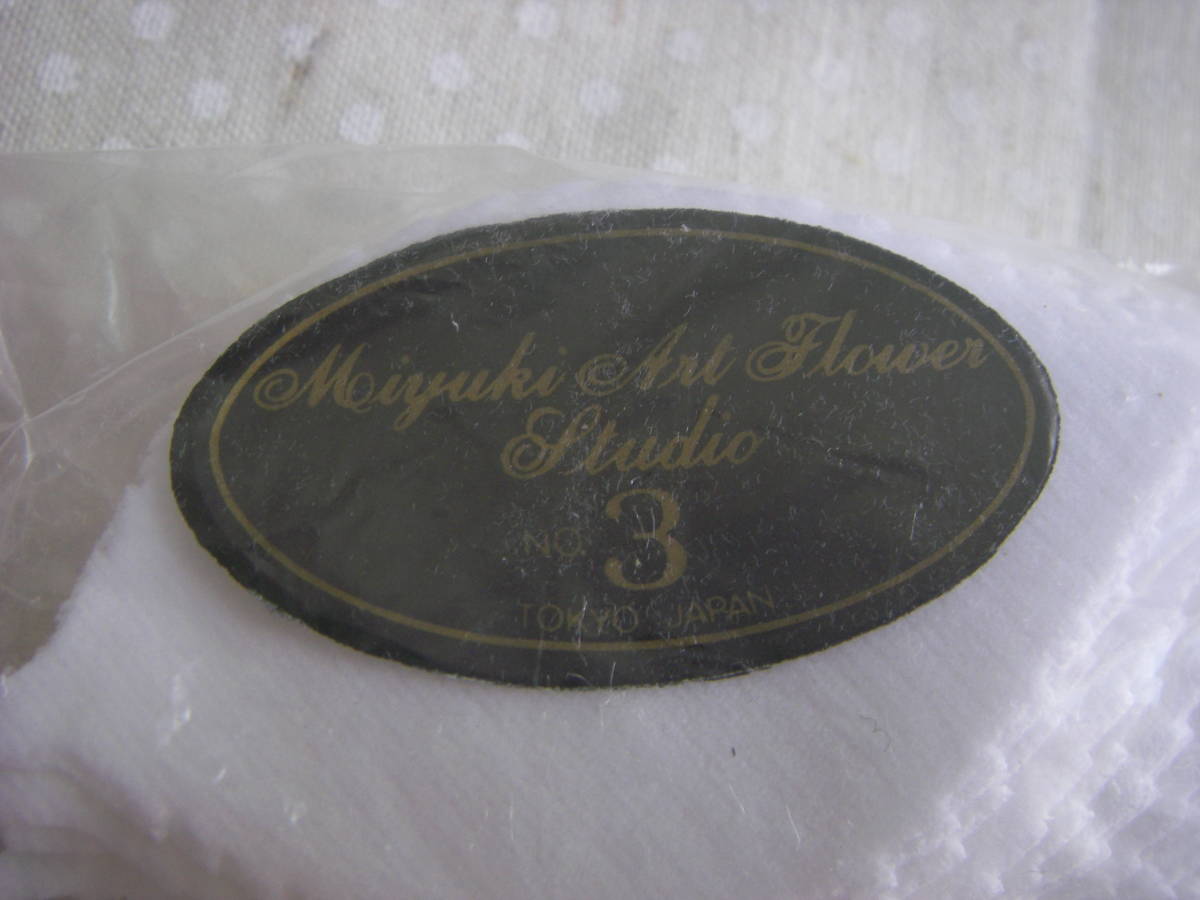 Miyuki Art Flower
Studio
NO. 3
TOKYO JAPAN